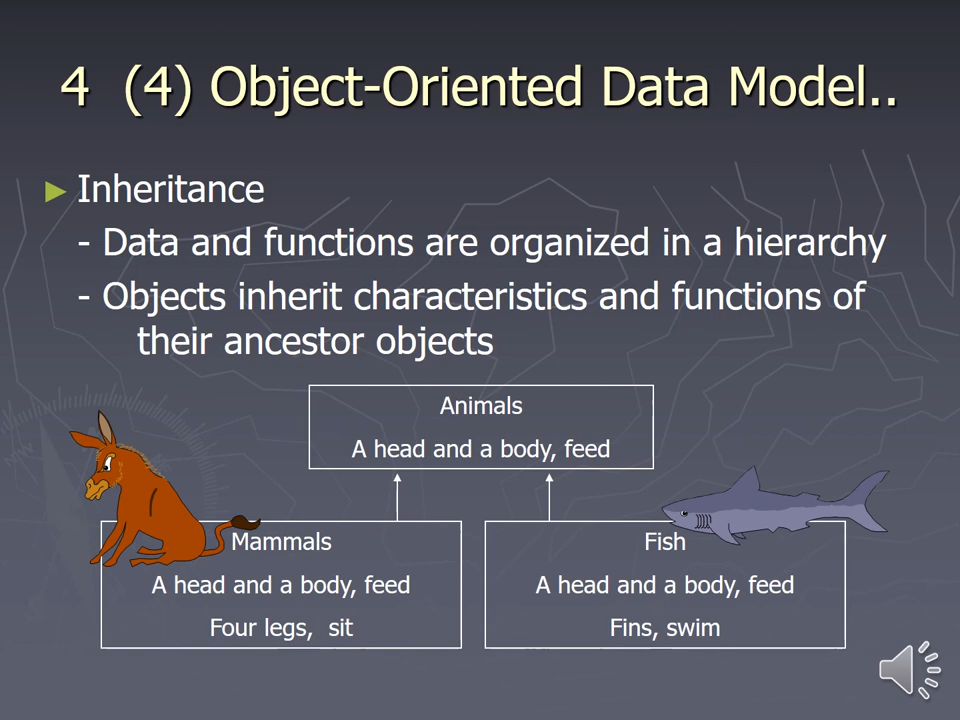 4 (4) Object-Oriented Data Model..
► Inheritance
- Data and functions are organized in a hierarchy
- Objects inherit characteristics and functions of
their ancestor objects
Animals
A head and a body, feed
Mammals
A head and a body, feed
Four legs, sit
Fish
A head and a body, feed
Fins, swim